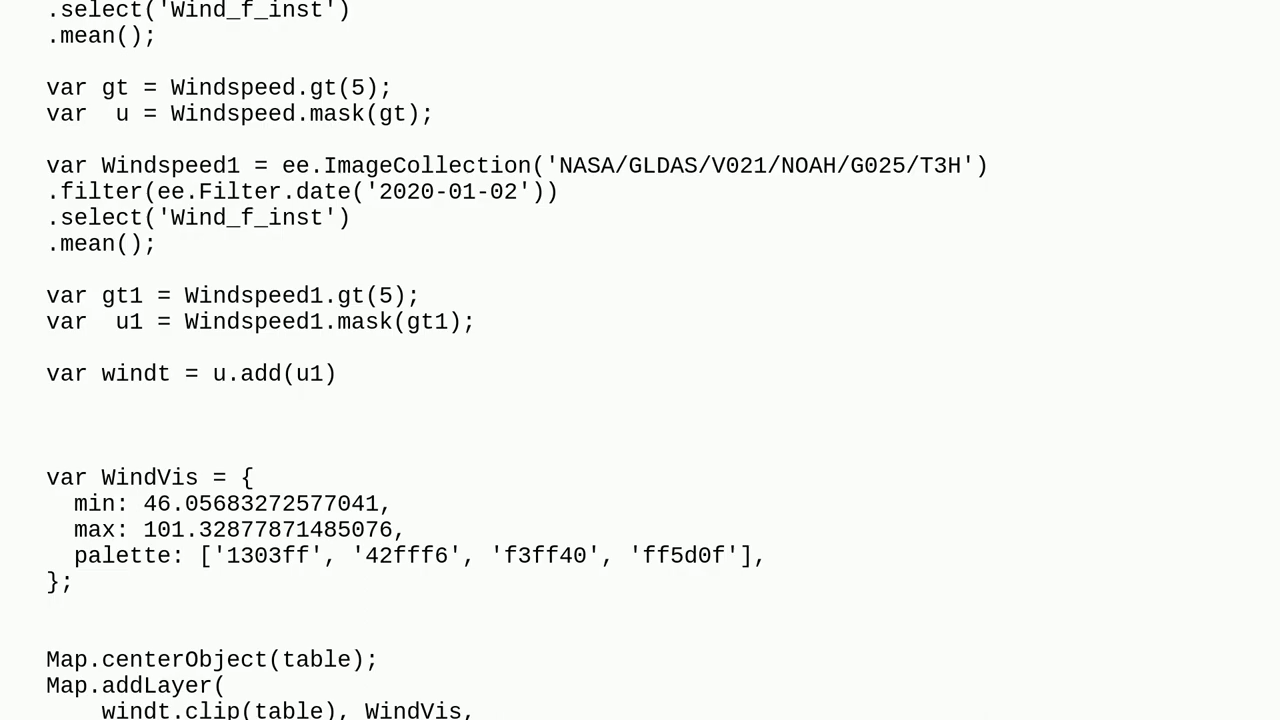 .select('Wind_f_inst')
.mean();
var gt = Windspeed.gt(5);
var  u = Windspeed.mask(gt);
var Windspeed1 = ee.ImageCollection('NASA/GLDAS/V021/NOAH/G025/T3H')
.filter(ee.Filter.date('2020-01-02'))
.select('Wind_f_inst')
.mean();
var gt1 = Windspeed1.gt(5);
var  u1 = Windspeed1.mask(gt1);
var windt = u.add(u1)
var WindVis = {
  min: 46.05683272577041,
  max: 101.32877871485076,
  palette: ['1303ff', '42fff6', 'f3ff40', 'ff5d0f'],
};
Map.centerObject(table);
Map.addLayer(
    windt.clip(table), WindVis,